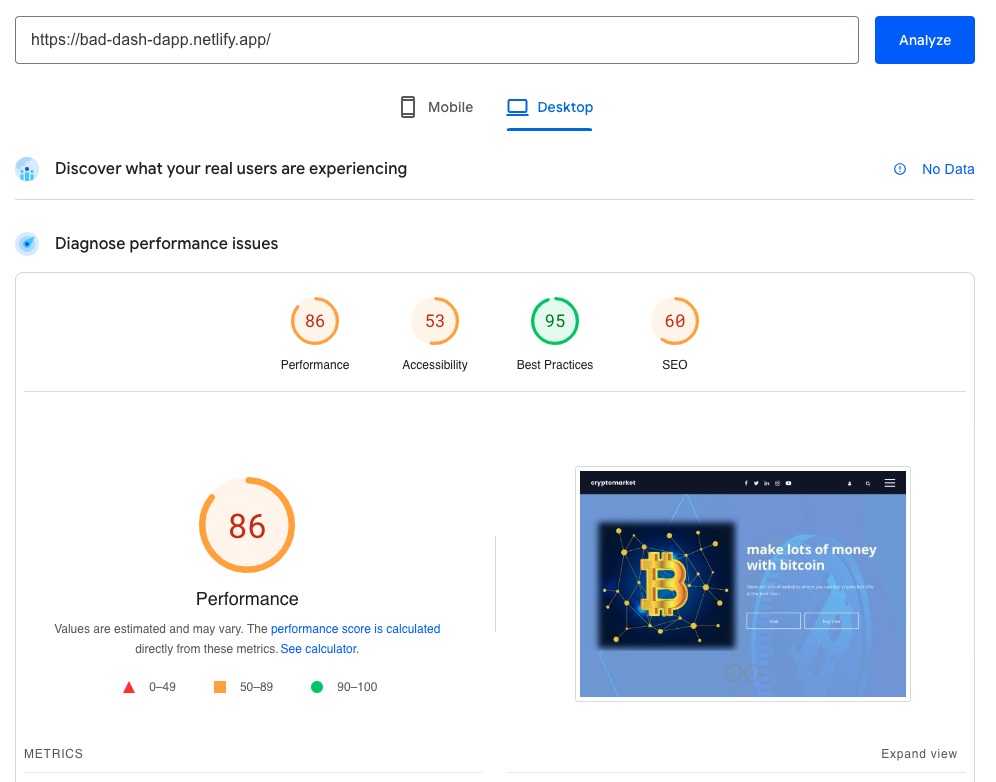 https://bad-dash-dapp.netlify.app/
Analyze
Mobile
Desktop
Discover what your real users are experiencing
No Data
Diagnose performance issues
86
53
95
60
Performance
Accessibility
Best Practices
SEO
86
Performance
Values are estimated and may vary. The performance score is calculated
directly from these metrics. See calculator.
0–49
50–89
90–100
cryptomarket
make lots of money
with bitcoin
METRICS
Expand view